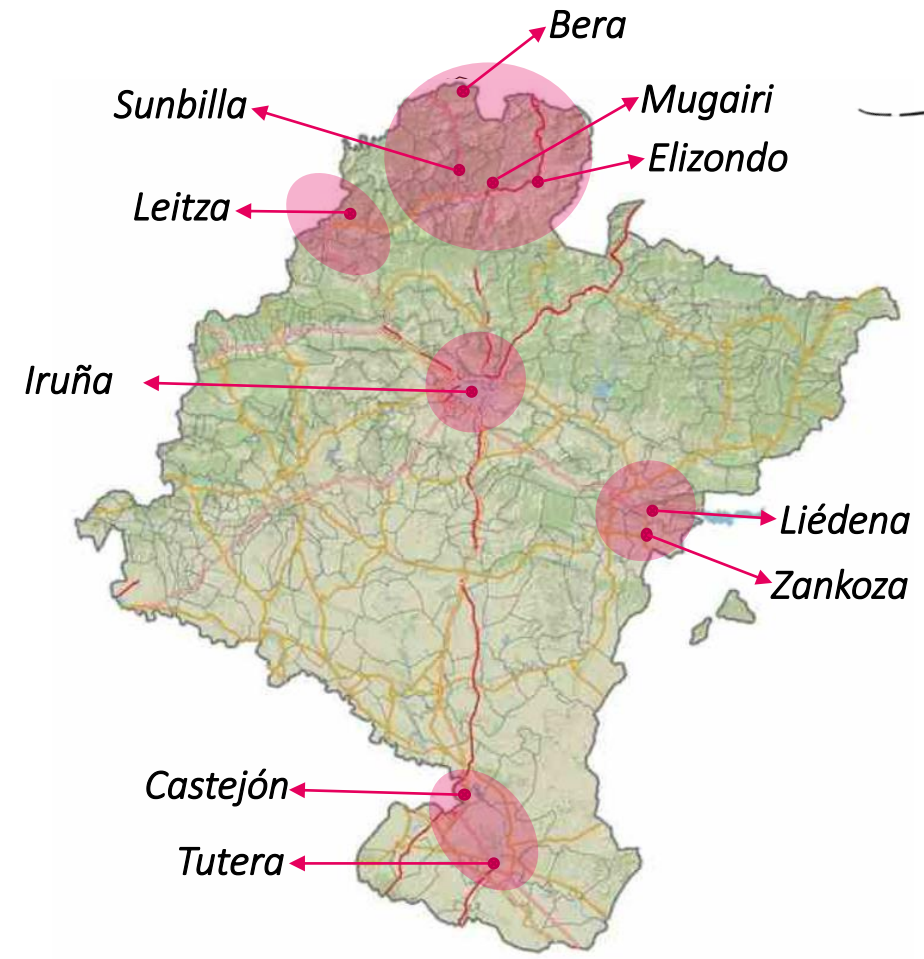 Bera
Sunbilla
Mugairi
Elizondo
Leitza
Iruña
Liédena
Zankoza
Castejón
Tutera